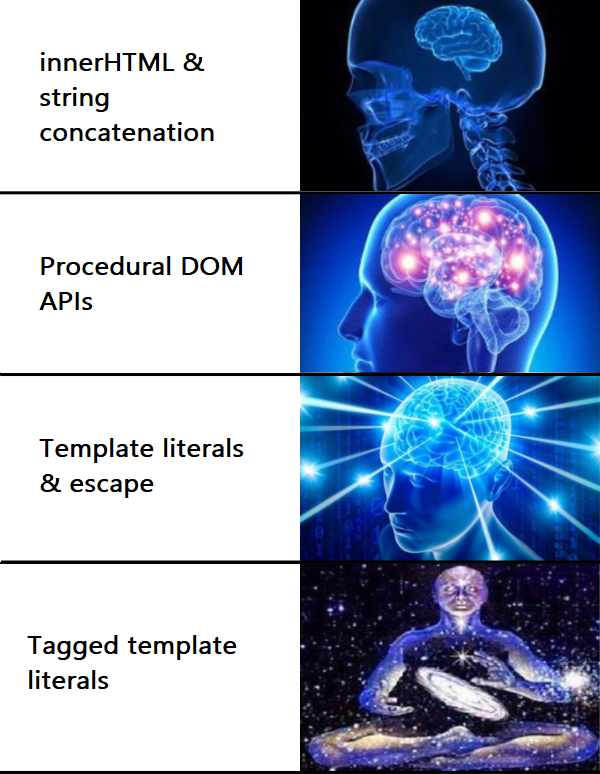 innerHTML &
string
concatenation
Procedural DOM
APIs
Template literals
& escape
Tagged template
literals